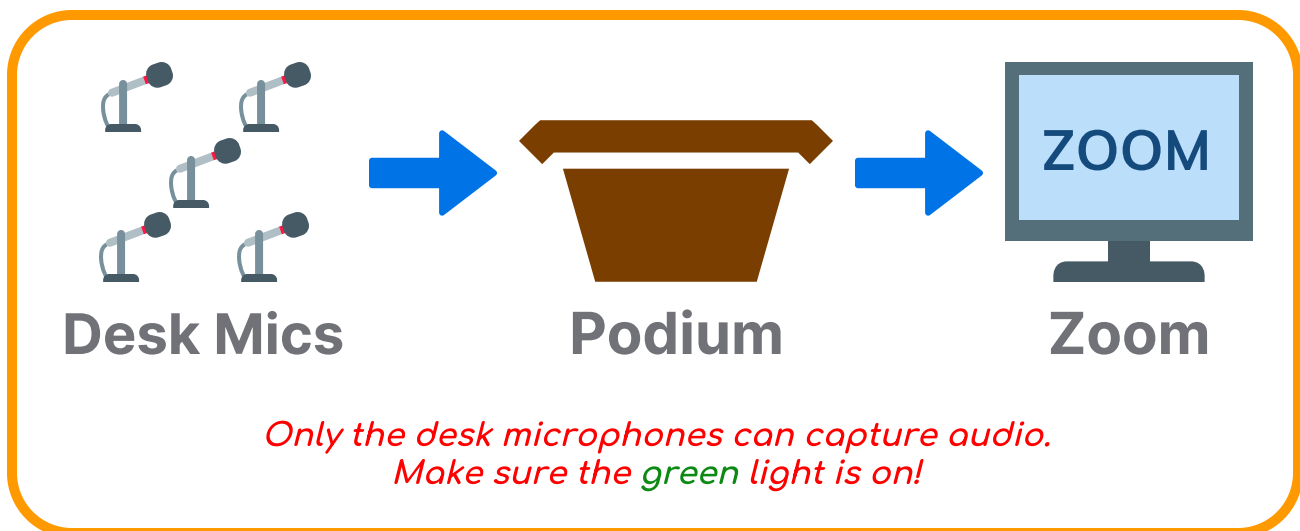 ZOOM
Desk Mics
Podium
Zoom
Only the desk microphones can capture audio.
Make sure the green light is on!